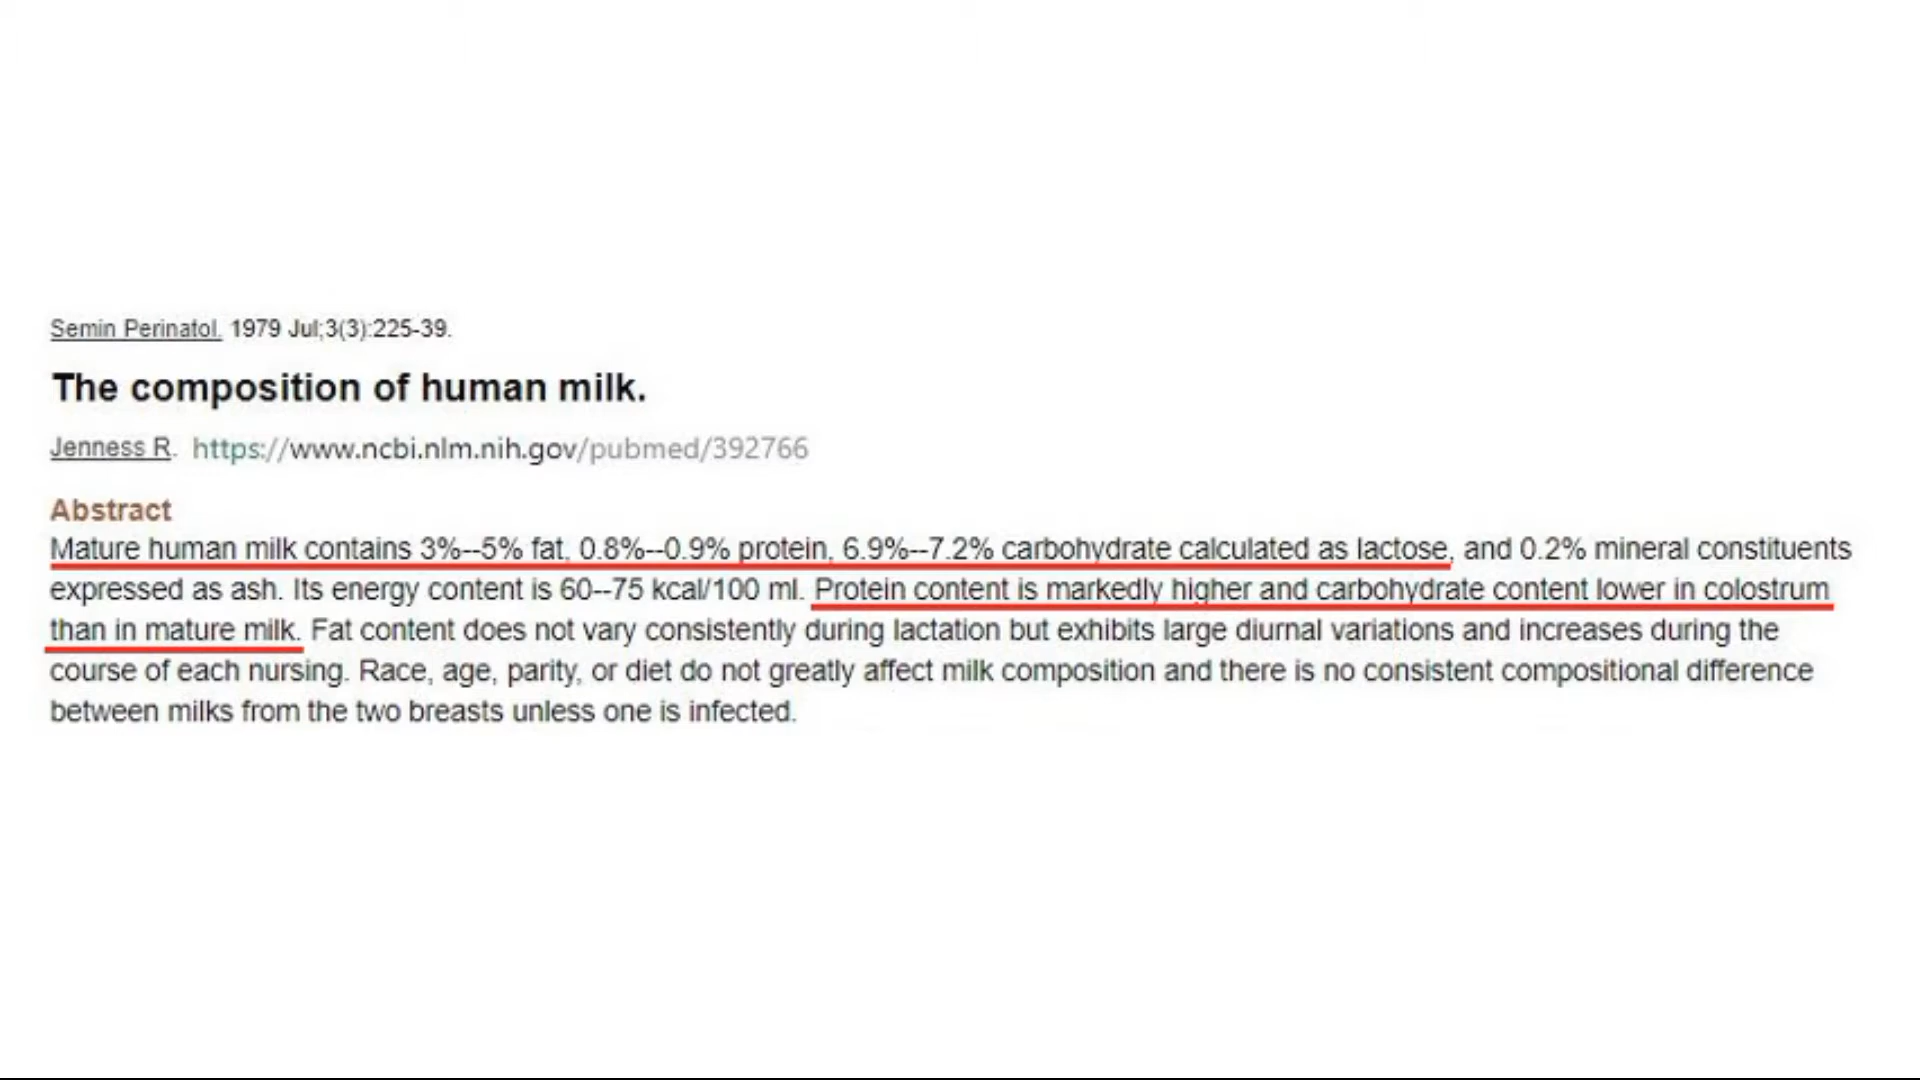 Semin Perinatol. 1979 Jul;3(3):225-39.
The composition of human milk.
Jenness R. https://www.ncbi.nlm.nih.gov/pubmed/392766
Abstract
Mature human milk contains 3%--5% fat, 0.8%--0.9% protein, 6.9%--7.2% carbohydrate calculated as lactose, and 0.2% mineral constituents
expressed as ash. Its energy content is 60--75 kcal/100 ml. Protein content is markedly higher and carbohydrate content lower in colostrum
than in mature milk. Fat content does not vary consistently during lactation but exhibits large diurnal variations and increases during the
course of each nursing. Race, age, parity, or diet do not greatly affect milk composition and there is no consistent compositional difference
between milks from the two breasts unless one is infected.